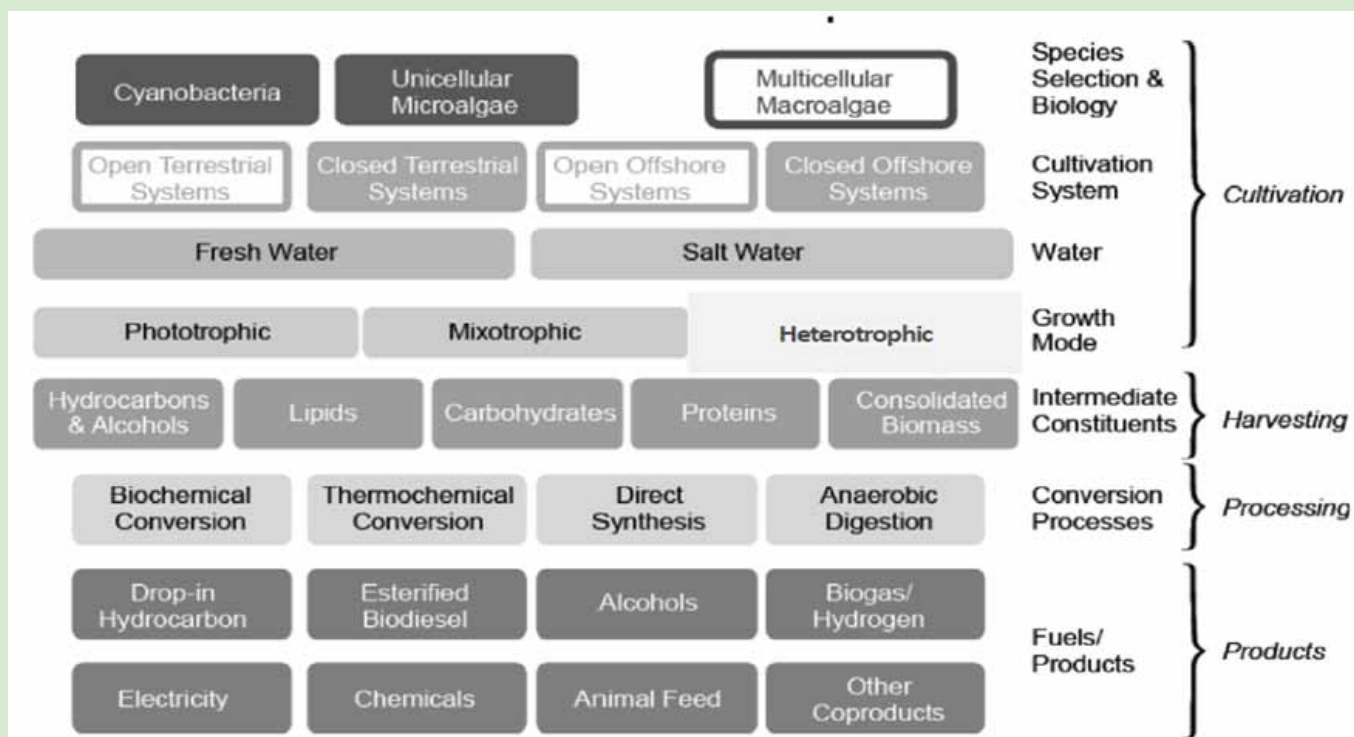 Cyanobacteria
Unicellular
Microalgae
Multicellular
Macroalgae
Species
Selection &
Biology
Open Terrestrial
Systems
Closed Terrestrial
Systems
Open Offshore
Systems
Closed Offshore
Systems
Cultivation
System
Cultivation
Fresh Water
Salt Water
Water
Phototrophic
Mixotrophic
Heterotrophic
Growth
Mode
Hydrocarbons
& Alcohols
Lipids
Carbohydrates
Proteins
Consolidated
Biomass
Intermediate
Constituents
Harvesting
Biochemical
Conversion
Thermochemical
Conversion
Direct
Synthesis
Anaerobic
Digestion
Conversion
Processes
Processing
Drop-in
Hydrocarbon
Esterified
Biodiesel
Alcohols
Biogas/
Hydrogen
Fuels/
Products
Products
Electricity
Chemicals
Animal Feed
Other
Coproducts